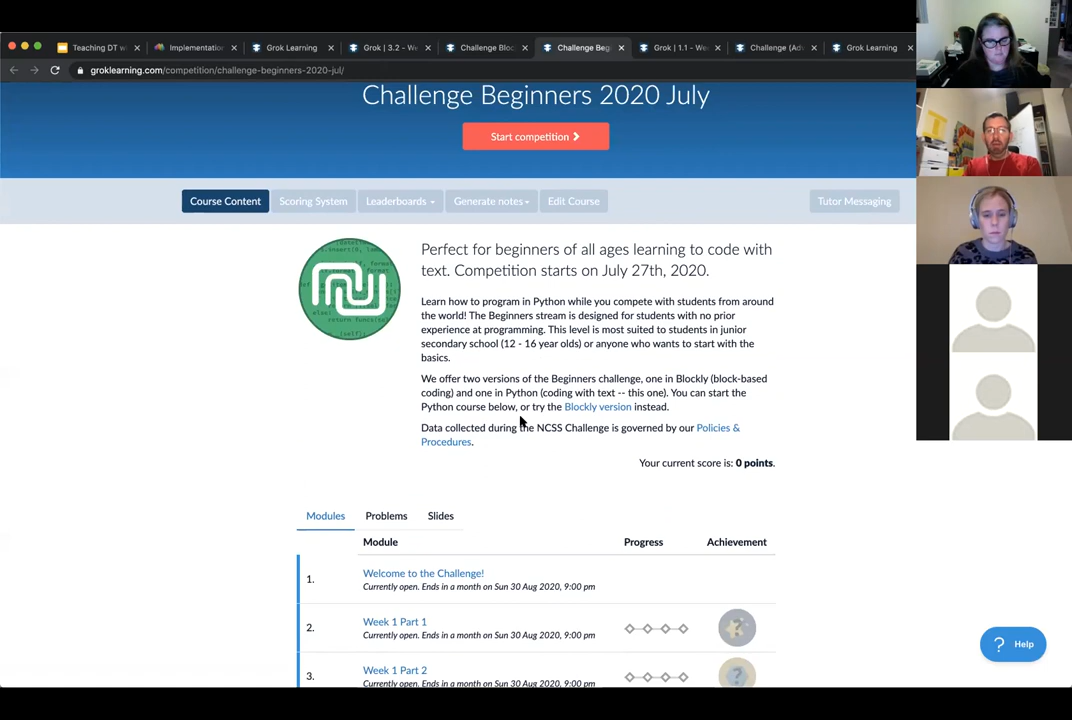 Teaching DT w
Implementation
Grok Learning
Grok | 3.2 - We
Challenge Bloc
Challenge Beg
Grok | 1.1 - We
Challenge (Adv
Grok Learning
groklearning.com/competition/challenge-beginners-2020-jul/
Challenge Beginners 2020 July
Start competition
Course Content
Scoring System
Leaderboards
Generate notes
Edit Course
Tutor Messaging
Perfect for beginners of all ages learning to code with
text. Competition starts on July 27th, 2020.
Learn how to program in Python while you compete with students from around
the world! The Beginners stream is designed for students with no prior
experience at programming. This level is most suited to students in junior
secondary school (12 - 16 year olds) or anyone who wants to start with the
basics.
We offer two versions of the Beginners challenge, one in Blockly (block-based
coding) and one in Python (coding with text -- this one). You can start the
Python course below, or try the Blockly version instead.
Data collected during the NCSS Challenge is governed by our Policies &
Procedures.
Your current score is: 0 points.
Modules
Problems
Slides
Module
Progress
Achievement
1.
Welcome to the Challenge!
Currently open. Ends in a month on Sun 30 Aug 2020, 9:00 pm
2.
Week 1 Part 1
Currently open. Ends in a month on Sun 30 Aug 2020, 9:00 pm
3.
Week 1 Part 2
Currently open. Ends in a month on Sun 30 Aug 2020, 9:00 pm
? Help